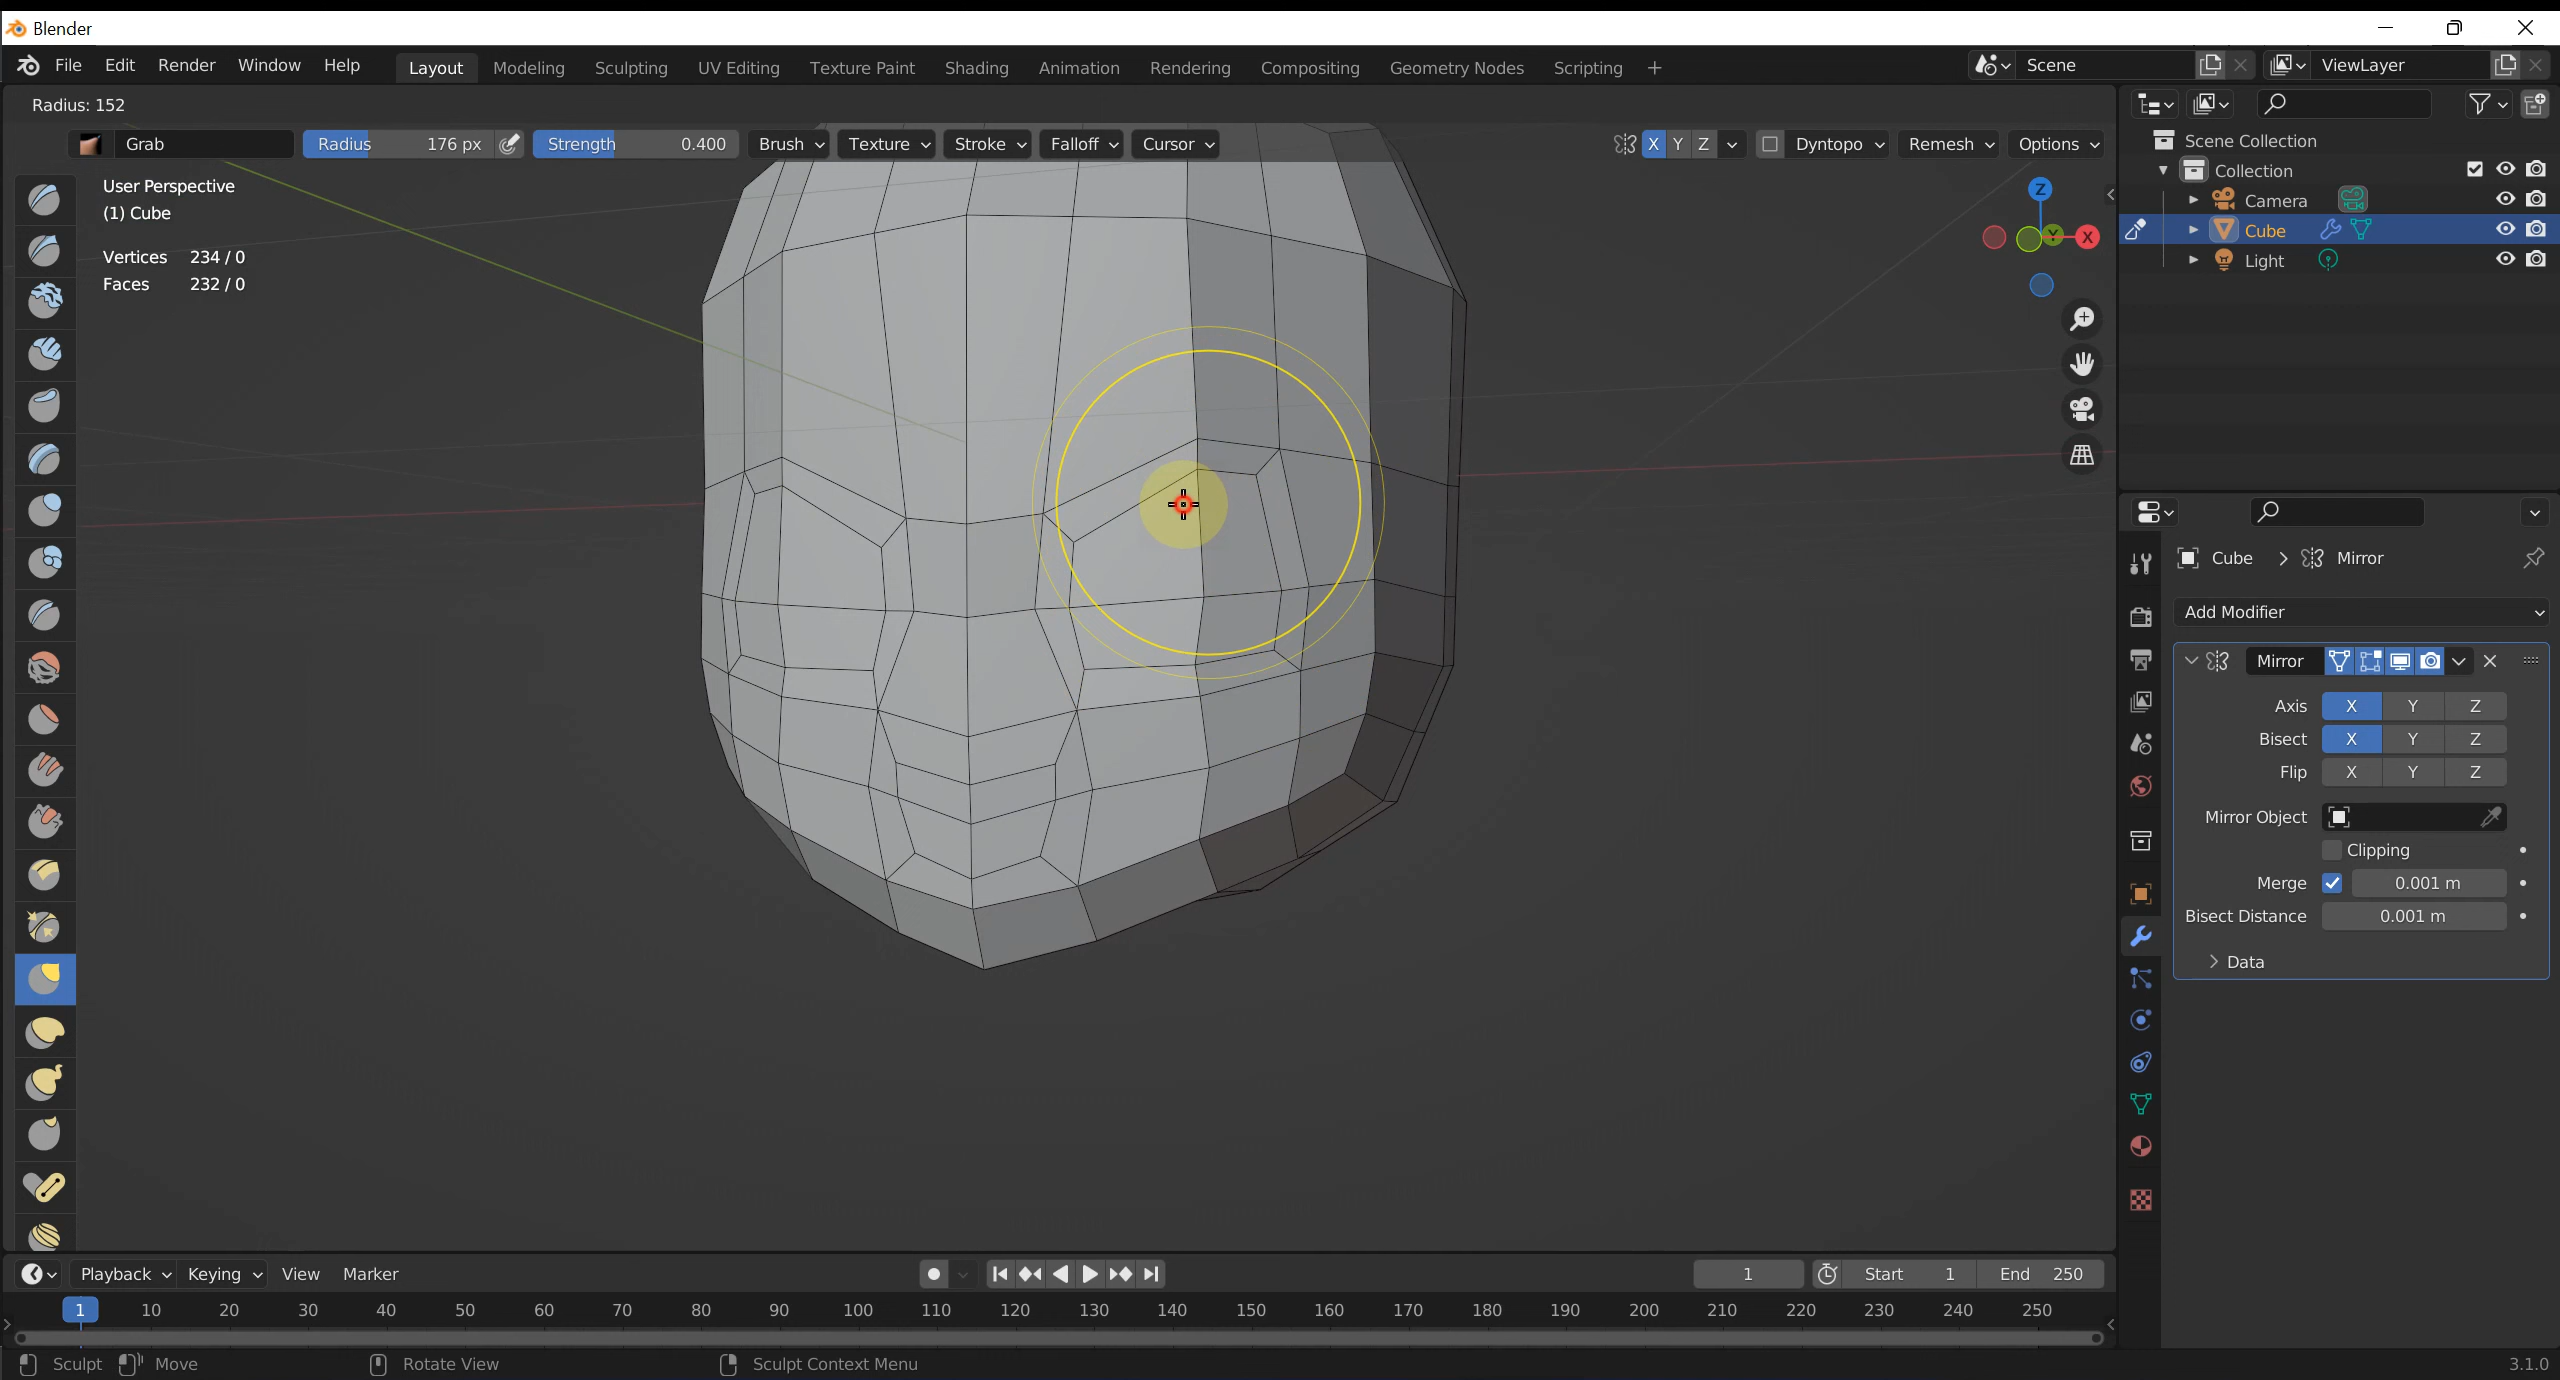 Blender
File Edit Render Window Help Layout Modeling Sculpting UV Editing Texture Paint Shading Animation Rendering Compositing Geometry Nodes Scripting + Scene ViewLayer
Radius: 152
Grab Radius 176 px Strength 0.400 Brush Texture Stroke Falloff Cursor X Y Z Dyntopo Remesh Options
User Perspective
(1) Cube
Vertices 234 / 0
Faces 232 / 0
Z
Y
X
Scene Collection
Collection
Camera
Cube
Light
Cube > Mirror
Add Modifier
Mirror
Axis X Y Z
Bisect X Y Z
Flip X Y Z
Mirror Object
Clipping
Merge 0.001 m
Bisect Distance 0.001 m
Data
Playback Keying View Marker 1 Start 1 End 250
1 10 20 30 40 50 60 70 80 90 100 110 120 130 140 150 160 170 180 190 200 210 220 230 240 250
Sculpt Move Rotate View Sculpt Context Menu 3.1.0